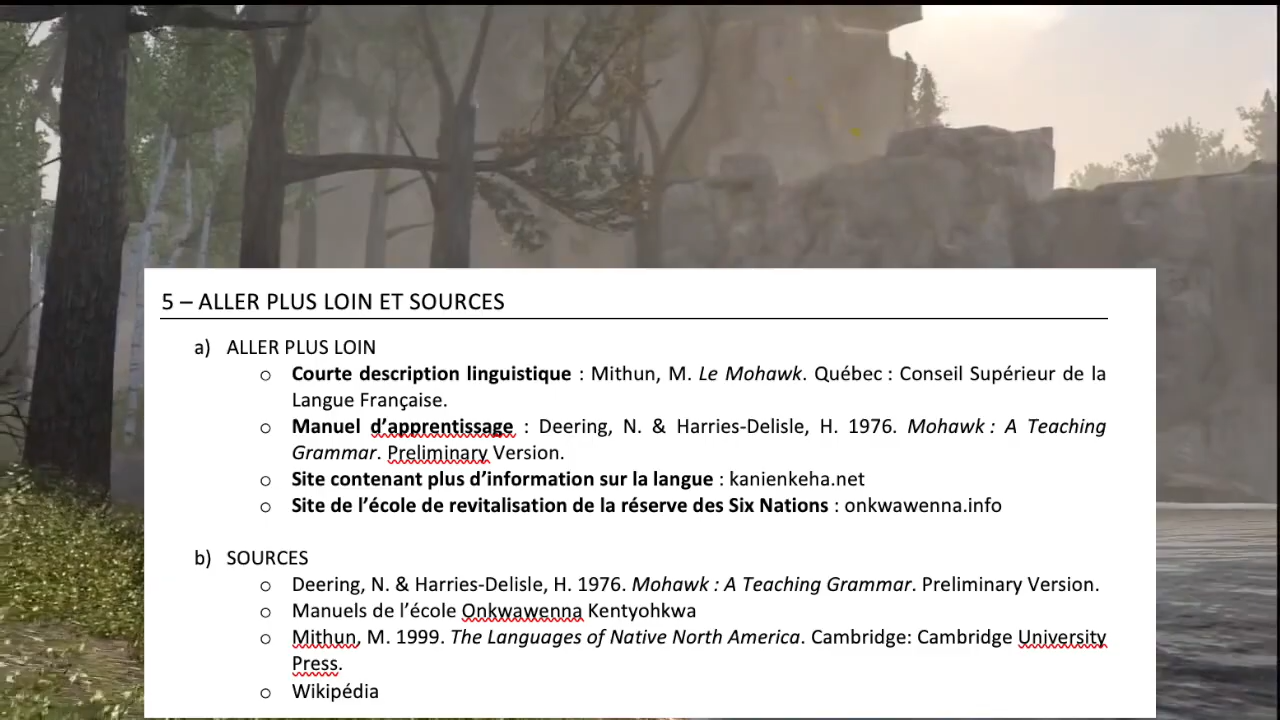 5 – ALLER PLUS LOIN ET SOURCES
a) ALLER PLUS LOIN
o Courte description linguistique : Mithun, M. Le Mohawk. Québec : Conseil Supérieur de la
Langue Française.
o Manuel d’apprentissage : Deering, N. & Harries-Delisle, H. 1976. Mohawk : A Teaching
Grammar. Preliminary Version.
o Site contenant plus d’information sur la langue : kanienkeha.net
o Site de l’école de revitalisation de la réserve des Six Nations : onkwawenna.info
b) SOURCES
o Deering, N. & Harries-Delisle, H. 1976. Mohawk : A Teaching Grammar. Preliminary Version.
o Manuels de l’école Onkwawenna Kentyohkwa
o Mithun, M. 1999. The Languages of Native North America. Cambridge: Cambridge University
Press.
o Wikipédia